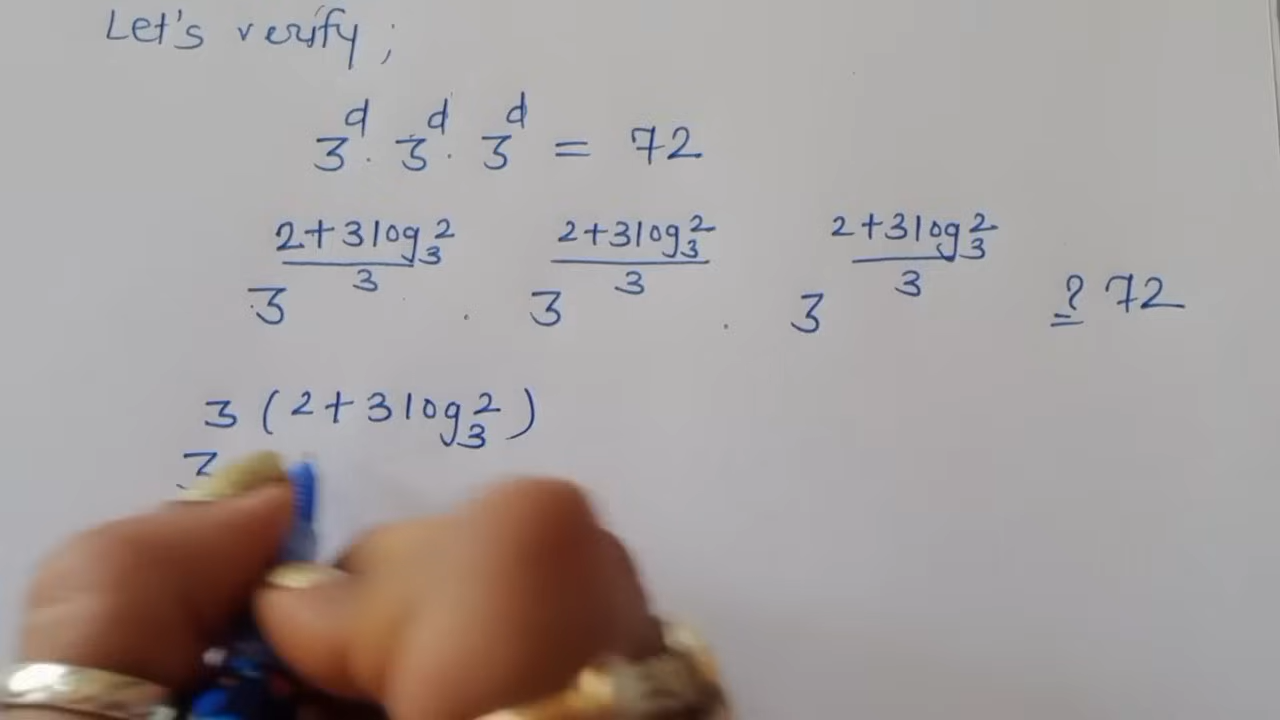 Let's verify;
3^d . 3^d . 3^d = 72
3^((2+3log_3 2)/3) . 3^((2+3log_3 2)/3) . 3^((2+3log_3 2)/3) ?= 72
3 (2+3log_3 2)
3